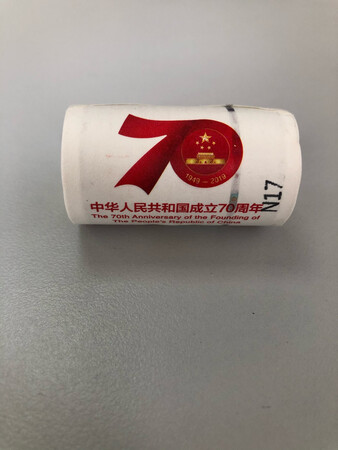 70
1949-2019
中华人民共和国成立70周年
The 70th Anniversary of the Founding of
The People's Republic of China
N17